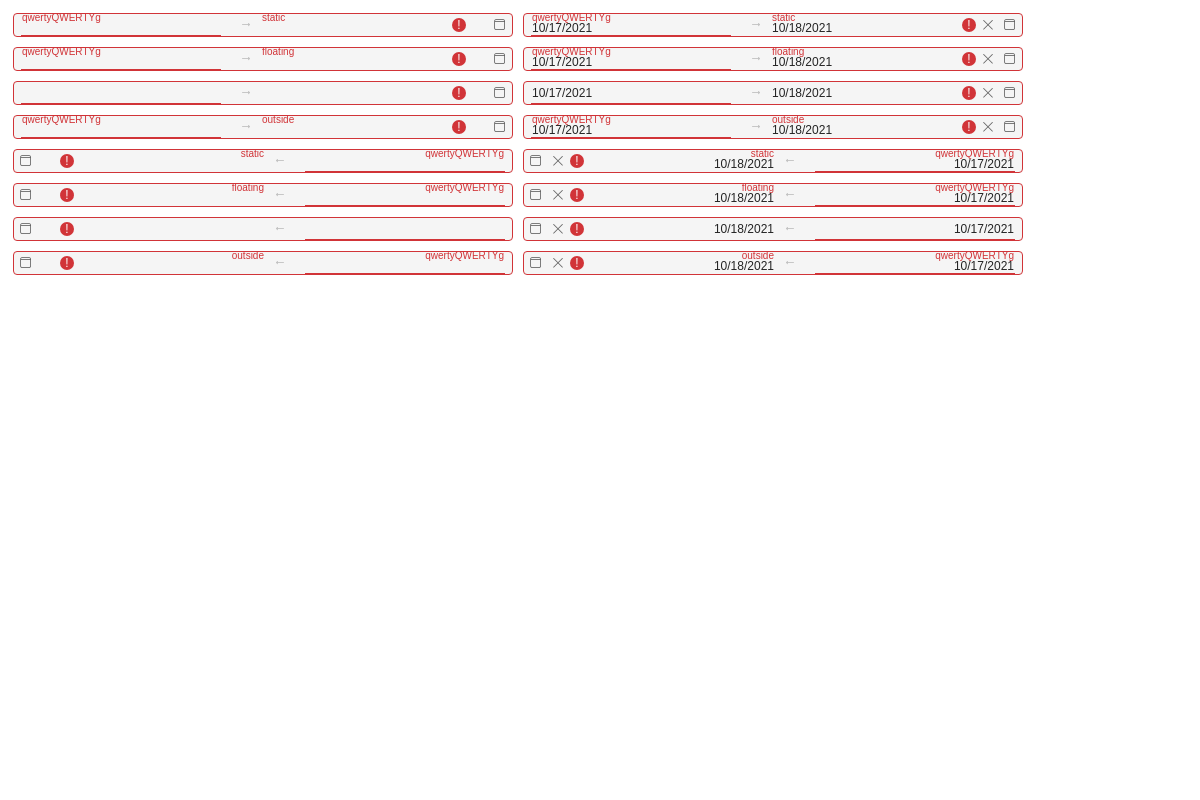 qwertyQWERTYg → static ! qwertyQWERTYg → static !
10/17/2021 10/18/2021
qwertyQWERTYg → floating ! qwertyQWERTYg → floating !
10/17/2021 10/18/2021
→ ! 10/17/2021 → 10/18/2021 !
qwertyQWERTYg → outside ! qwertyQWERTYg → outside !
10/17/2021 10/18/2021
! static ← qwertyQWERTYg ! static ← qwertyQWERTYg
10/18/2021 10/17/2021
! floating ← qwertyQWERTYg ! floating ← qwertyQWERTYg
10/18/2021 10/17/2021
! ← ! 10/18/2021 ← 10/17/2021
! outside ← qwertyQWERTYg ! outside ← qwertyQWERTYg
10/18/2021 10/17/2021